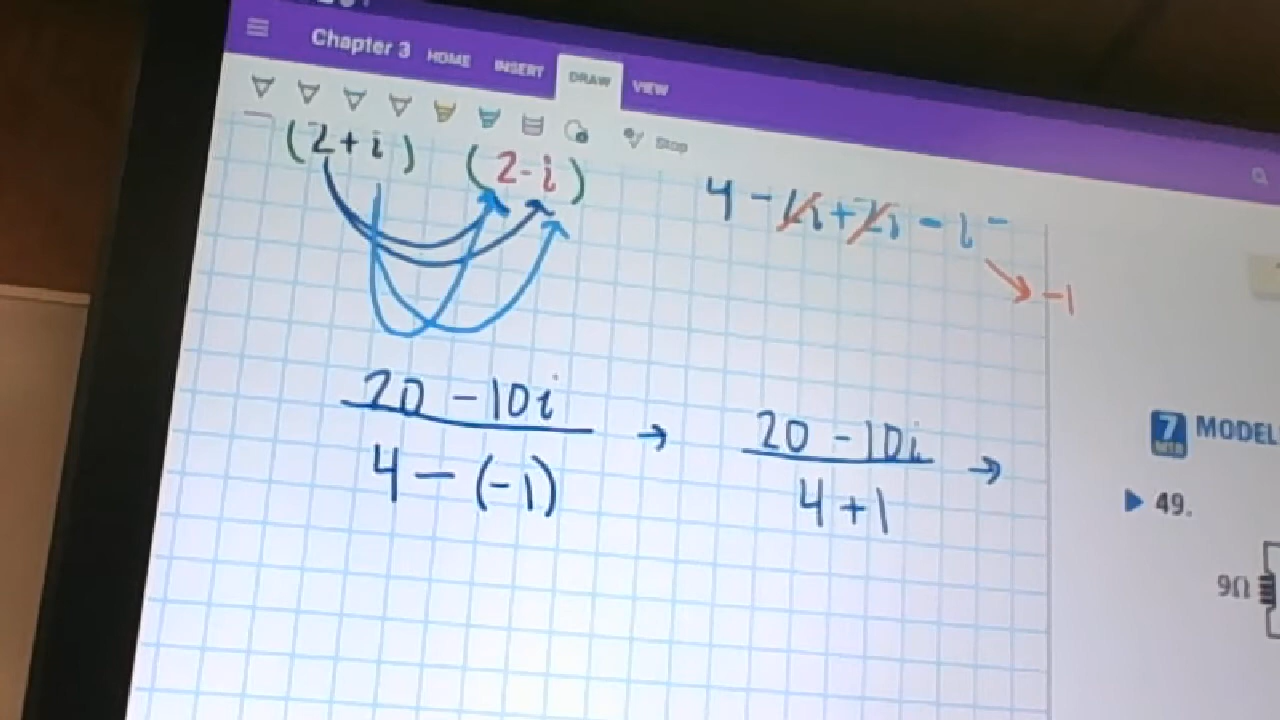 Chapter 3 HOME INSERT DRAW VIEW
Stop
(2+i) (2-i)
4 - 2i + 2i - i
→ -1
20 - 10i → 20 - 10i →
4 - (-1) 4 + 1
7 MODEL
49.
9Ω